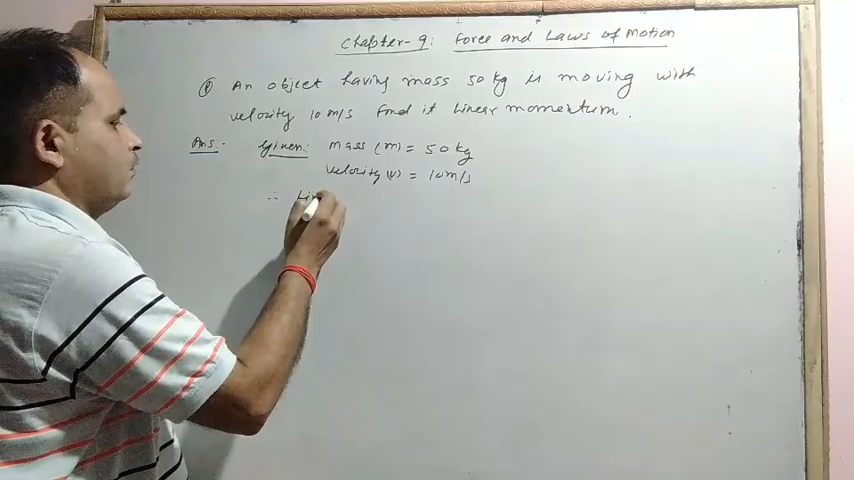 Chapter-9: Force and Laws of Motion
Q An object having mass 50 kg is moving with
velocity 10 m/s find it Linear momentum.
Ans:- Given: mass (m) = 50 kg
velocity (v) = 10 m/s
∴ Lin